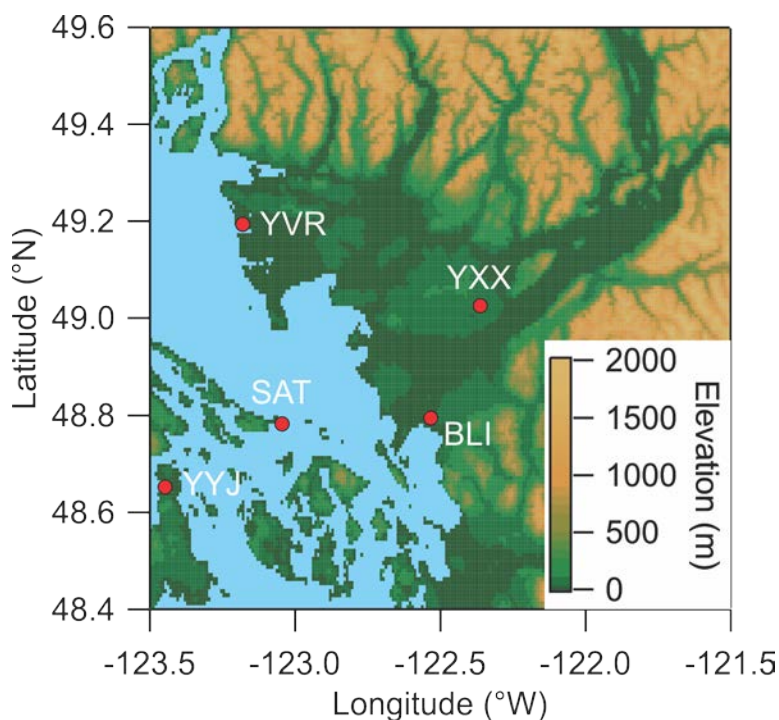 49.6
49.4
49.2
49.0
48.8
48.6
48.4
Latitude (°N)
YVR
YXX
SAT
BLI
YYJ
2000
1500
1000
500
0
Elevation (m)
-123.5
-123.0
-122.5
-122.0
-121.5
Longitude (°W)